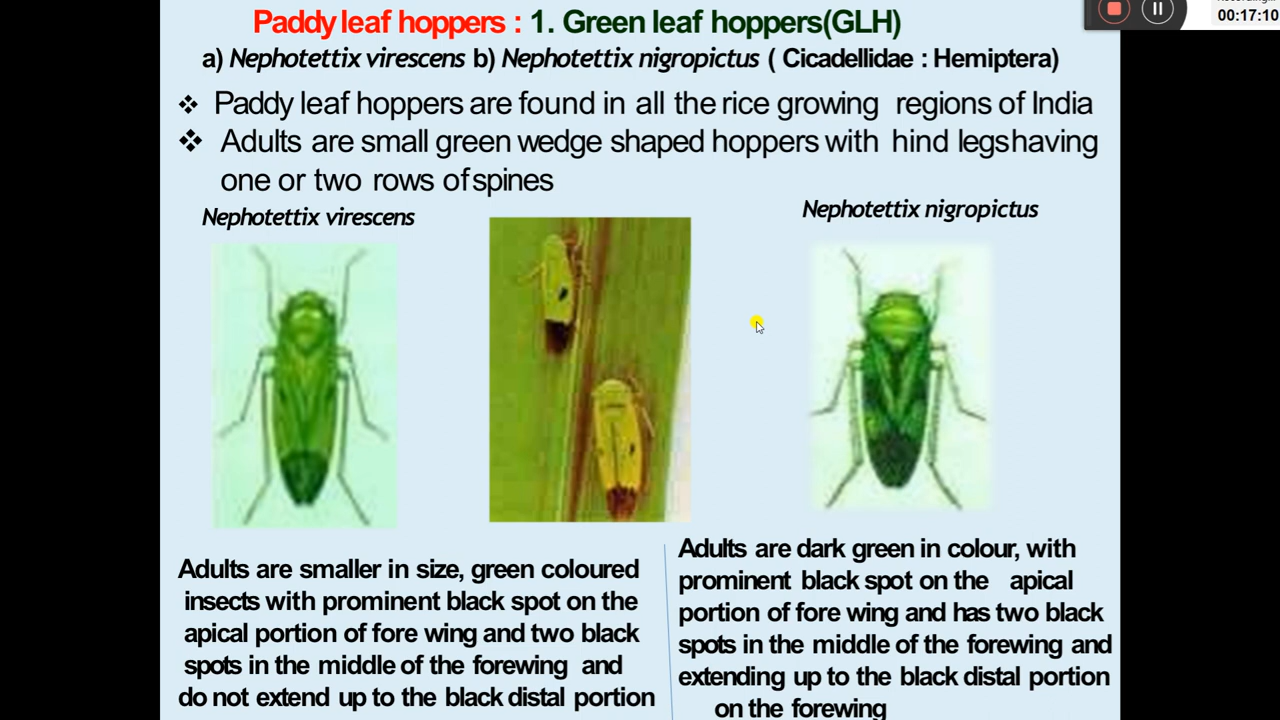 Paddy leaf hoppers : 1. Green leaf hoppers(GLH)
00:17:10
a) Nephotettix virescens b) Nephotettix nigropictus ( Cicadellidae : Hemiptera)
❖ Paddy leaf hoppers are found in all the rice growing regions of India
❖ Adults are small green wedge shaped hoppers with hind legshaving
one or two rows of spines
Nephotettix virescens
Nephotettix nigropictus
Adults are smaller in size, green coloured
insects with prominent black spot on the
apical portion of fore wing and two black
spots in the middle of the forewing and
do not extend up to the black distal portion
Adults are dark green in colour, with
prominent black spot on the apical
portion of fore wing and has two black
spots in the middle of the forewing and
extending up to the black distal portion
on the forewing